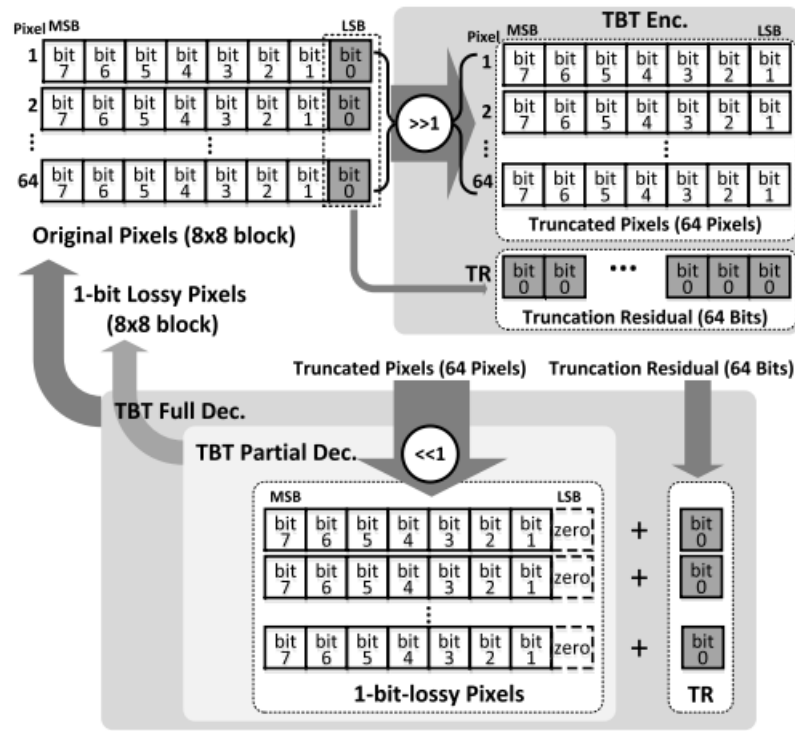 Pixel MSB LSB
1 bit 7 bit 6 bit 5 bit 4 bit 3 bit 2 bit 1 bit 0
2 bit 7 bit 6 bit 5 bit 4 bit 3 bit 2 bit 1 bit 0
... ...
64 bit 7 bit 6 bit 5 bit 4 bit 3 bit 2 bit 1 bit 0
Original Pixels (8x8 block)
>>1
TBT Enc.
Pixel MSB LSB
1 bit 7 bit 6 bit 5 bit 4 bit 3 bit 2 bit 1
2 bit 7 bit 6 bit 5 bit 4 bit 3 bit 2 bit 1
... ...
64 bit 7 bit 6 bit 5 bit 4 bit 3 bit 2 bit 1
Truncated Pixels (64 Pixels)
TR bit 0 bit 0 ... bit 0 bit 0 bit 0
Truncation Residual (64 Bits)
1-bit Lossy Pixels
(8x8 block)
Truncated Pixels (64 Pixels) Truncation Residual (64 Bits)
TBT Full Dec.
TBT Partial Dec.
<<1
MSB LSB
bit 7 bit 6 bit 5 bit 4 bit 3 bit 2 bit 1 zero + bit 0
bit 7 bit 6 bit 5 bit 4 bit 3 bit 2 bit 1 zero + bit 0
...
bit 7 bit 6 bit 5 bit 4 bit 3 bit 2 bit 1 zero + bit 0
1-bit-lossy Pixels TR